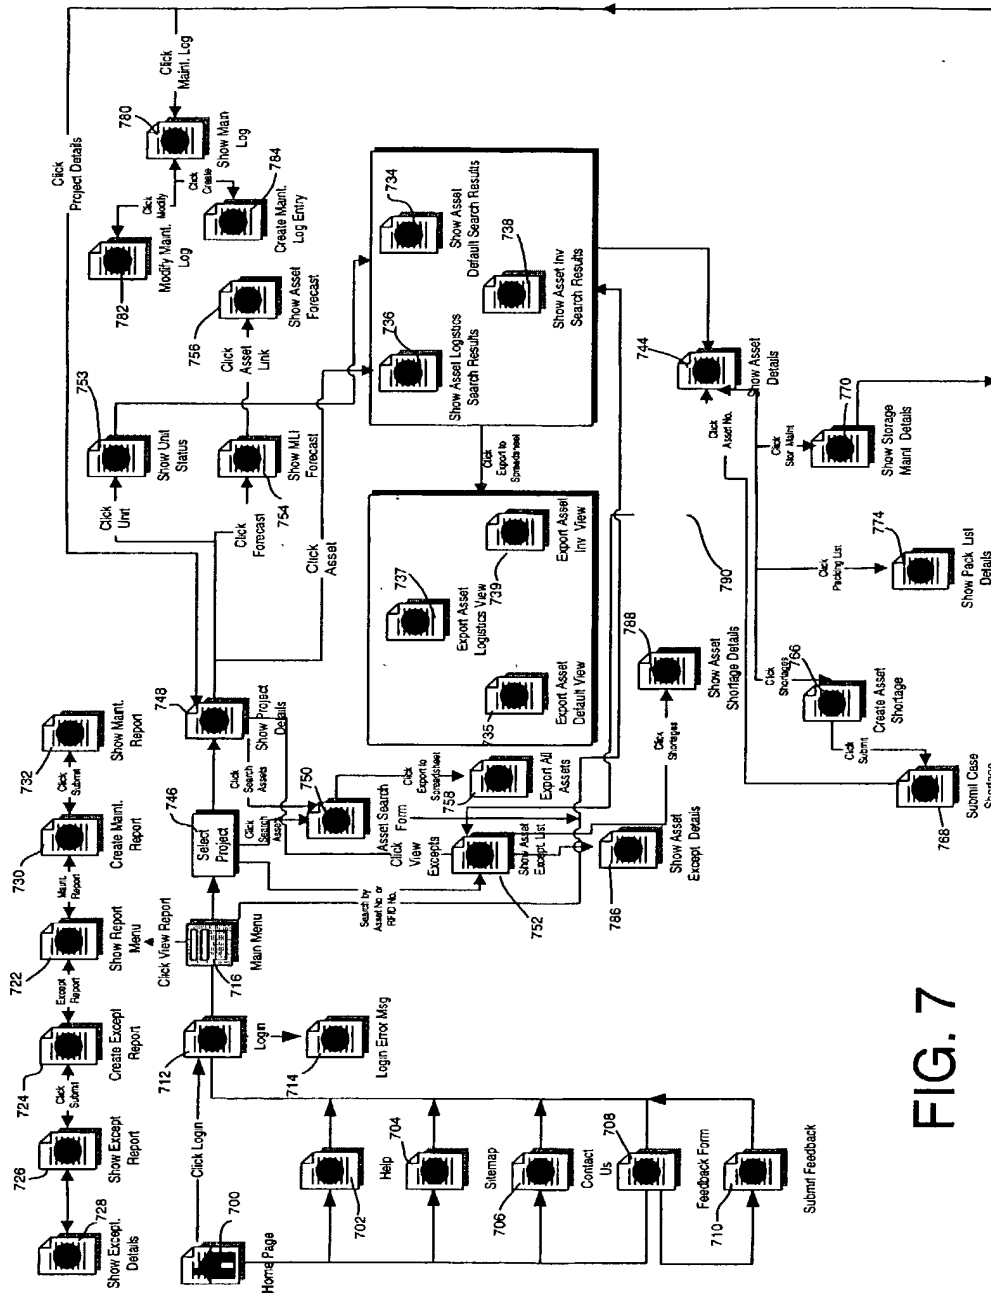 Click
Project Details
Click
Maint. Log
780
Show Main
Log
Click
Modify
Click
Create
784
Create Maint.
Log Entry
782
Modify Maint.
Log
756
Show Asset
Forecast
Click
Asset
Link
753
Show Unit
Status
Click
Unit
754
Show MLI
Forecast
Click
Forecast
Click
Asset
734
Show Asset
Default Search Results
736
Show Asset Logistics
Search Results
738
Show Asset Inv
Search Results
Click
Export to
Spreadsheet
737
Export Asset
Logistics View
739
Export Asset
Inv View
735
Export Asset
Default View
744
Show Asset
Details
Click
Asset No.
Click
Stor Maint
770
Show Storage
Maint Details
774
Show Pack List
Details
Click
Packing List
790
788
Show Asset
Shortage Details
Click
Shortages
Click
Shortages
766
Create Asset
Shortage
Click
Submit
768
Submit Case
Shortage
732
Show Maint.
Report
Click
Submit
730
Create Maint.
Report
Maint.
Report
722
Show Report
Menu
Except
Report
724
Create Except
Report
Click
Submit
726
Show Except
Report
728
Show Except.
Details
748
Show Project
Details
746
Select
Project
Click
Search
Assets
Click
Search
Asset
750
Asset Search
Form
Click
Export to
Spreadsheet
758
Export All
Assets
Click
View
Excepts
Show Asset
Except List
752
786
Show Asset
Except Details
Search by
Asset No. or
RFID No.
Click View Report
716
Main Menu
712
Login
714
Login Error Msg
Click Login
700
Home Page
702
Help
704
Sitemap
706
Contact
Us
708
Feedback Form
710
Submit Feedback
FIG. 7